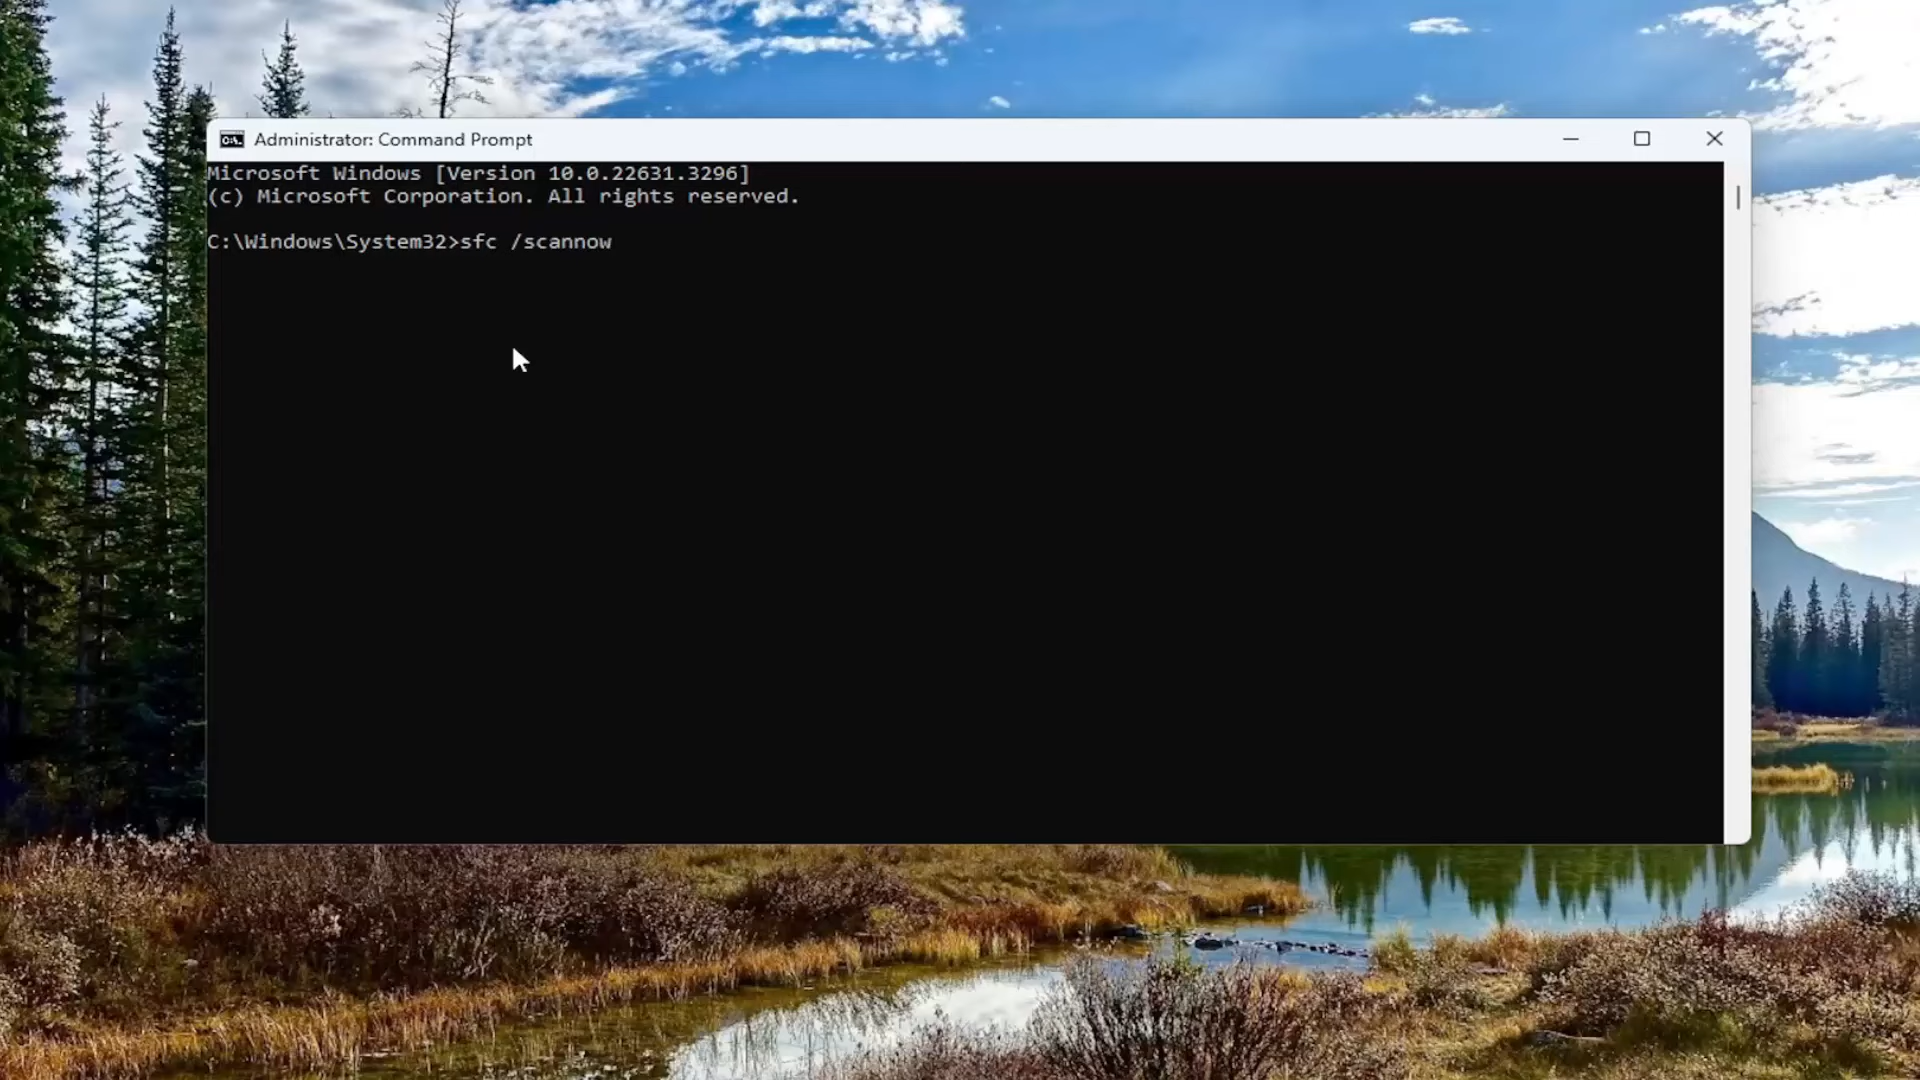 Administrator: Command Prompt
Microsoft Windows [Version 10.0.22631.3296]
(c) Microsoft Corporation. All rights reserved.
C:\Windows\System32>sfc /scannow